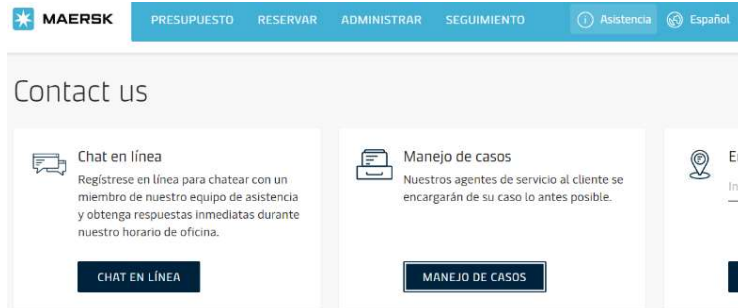 MAERSK PRESUPUESTO RESERVAR ADMINISTRAR SEGUIMIENTO Asistencia Español
Contact us
Chat en línea
Regístrese en línea para chatear con un
miembro de nuestro equipo de asistencia
y obtenga respuestas inmediatas durante
nuestro horario de oficina.
CHAT EN LÍNEA
Manejo de casos
Nuestros agentes de servicio al cliente se
encargarán de su caso lo antes posible.
MANEJO DE CASOS